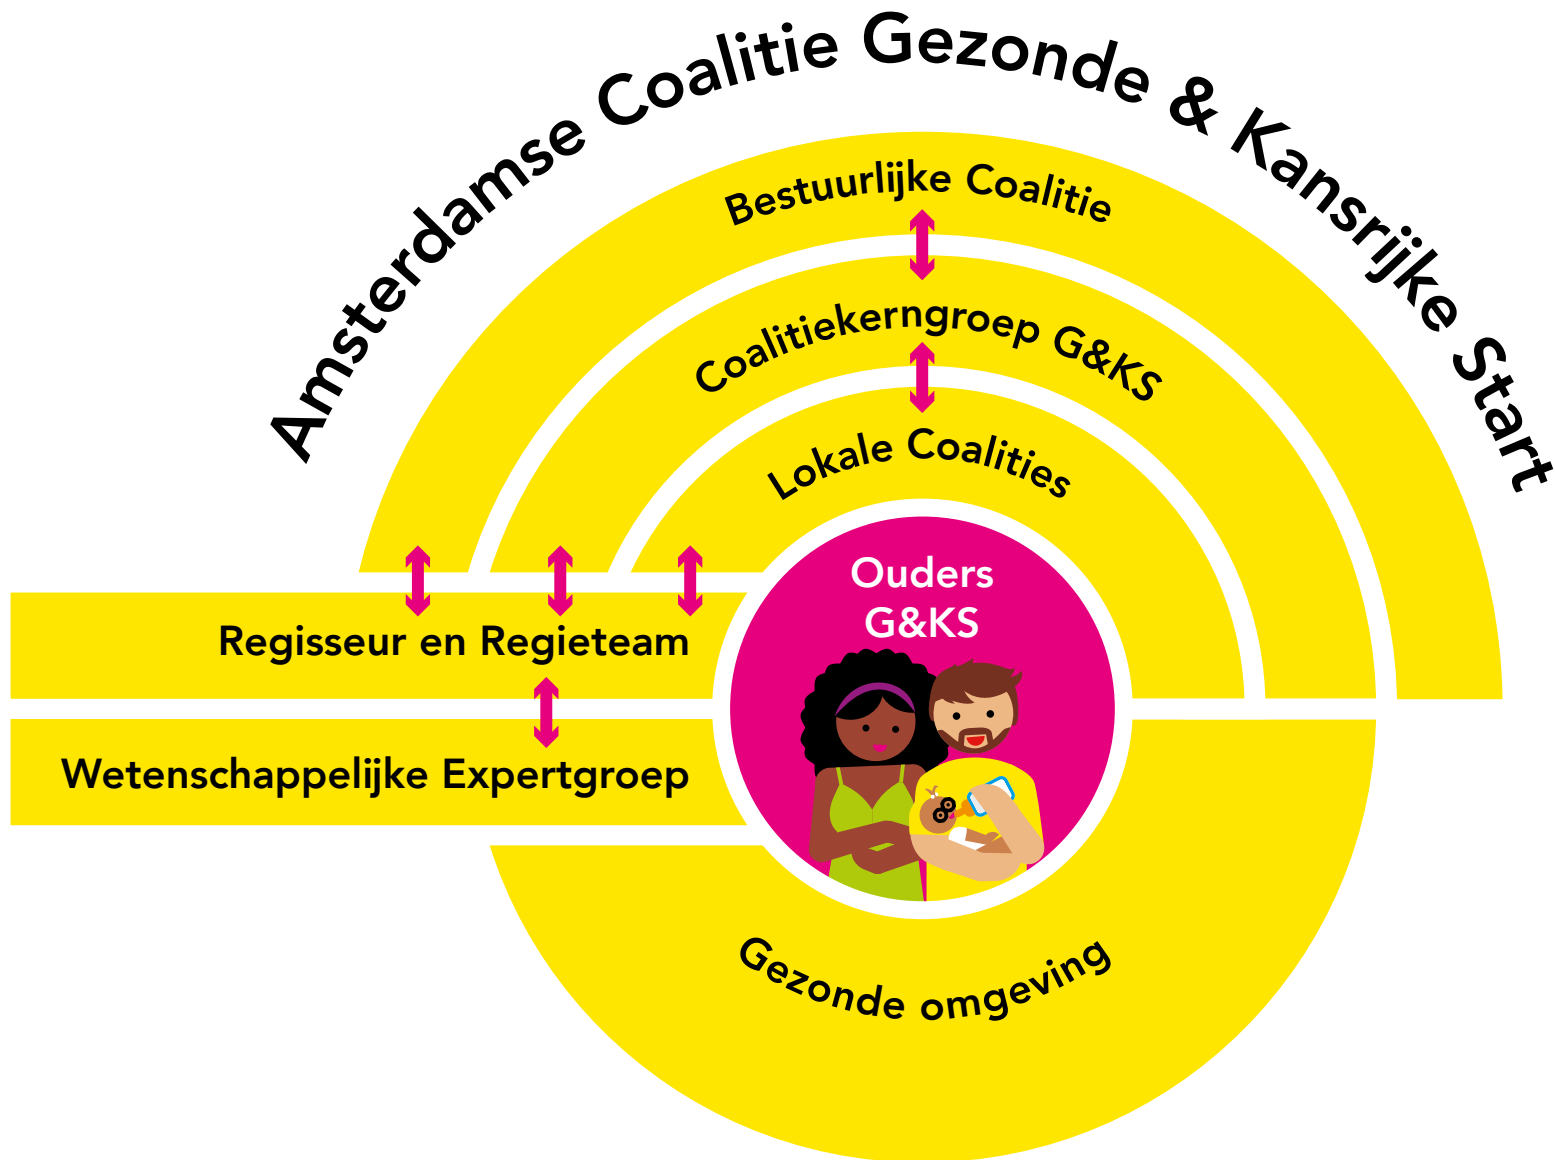 Amsterdamse Coalitie Gezonde & Kansrijke Start
Bestuurlijke Coalitie
Coalitiekerngroep G&KS
Lokale Coalities
Ouders
G&KS
Regisseur en Regieteam
Wetenschappelijke Expertgroep
Gezonde omgeving